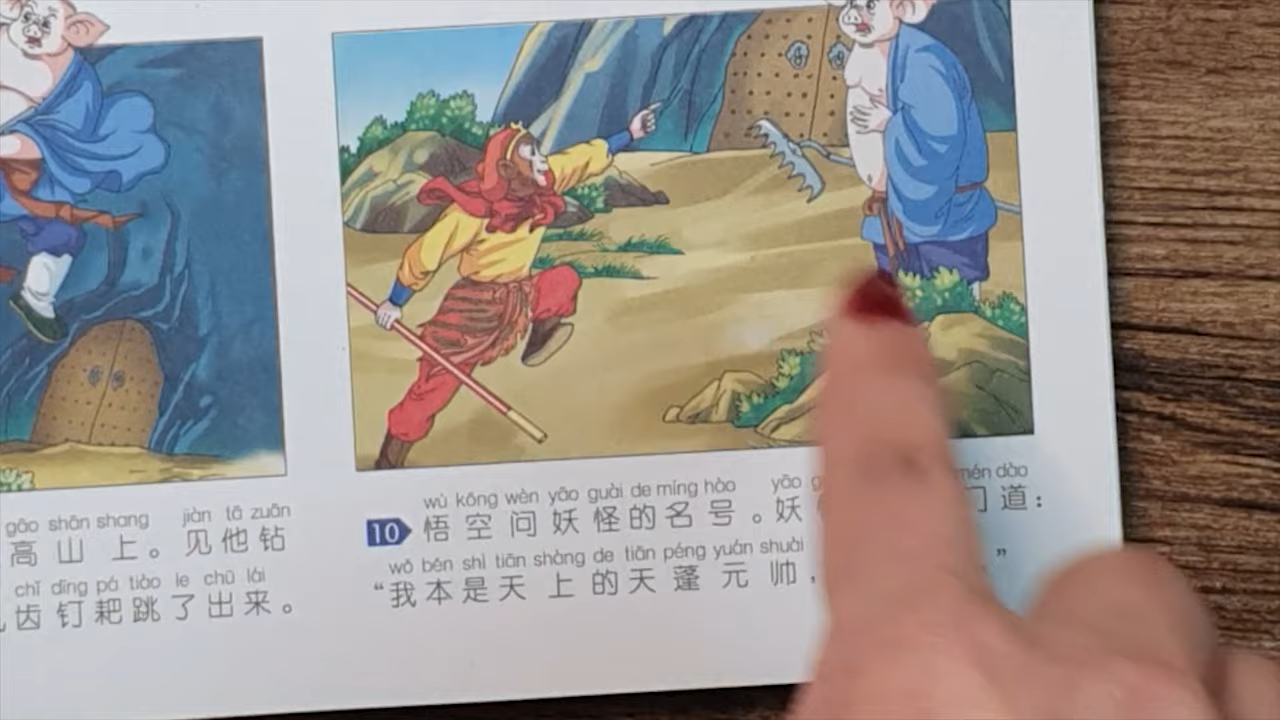 gāo shān shang jiàn tā zuān
高山上。见他钻
chǐ dīng pá tiào le chū lái
齿钉耙跳了出来。
wù kōng wèn yāo guài de míng hào yāo mén dào
10 悟空问妖怪的名号。妖门道：
wǒ běn shì tiān shàng de tiān péng yuán shuài
“我本是天上的天蓬元帅，”